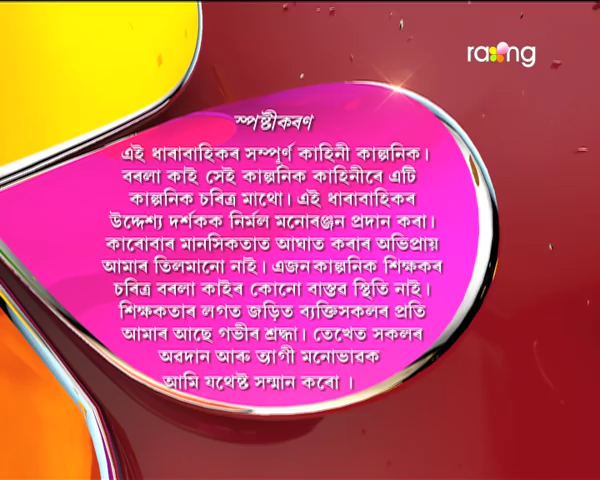 rang
স্পষ্টীকৰণ
এই ধাৰাবাহিকৰ সম্পূৰ্ণ কাহিনী কাল্পনিক।
বৰলা কাই সেই কাল্পনিক কাহিনীৰে এটি
কাল্পনিক চৰিত্ৰ মাথো। এই ধাৰাবাহিকৰ
উদ্দেশ্য দৰ্শকক নিৰ্মল মনোৰঞ্জন প্ৰদান কৰা।
কাৰোবাৰ মানসিকতাত আঘাত কৰাৰ অভিপ্ৰায়
আমাৰ তিলমানো নাই। এজন কাল্পনিক শিক্ষকৰ
চৰিত্ৰ বৰলা কাইৰ কোনো বাস্তৱ স্থিতি নাই।
শিক্ষকতাৰ লগত জড়িত ব্যক্তিসকলৰ প্ৰতি
আমাৰ আছে গভীৰ শ্ৰদ্ধা। তেখেত সকলৰ
অৱদান আৰু ত্যাগী মনোভাবক
আমি যথেষ্ট সন্মান কৰো ।